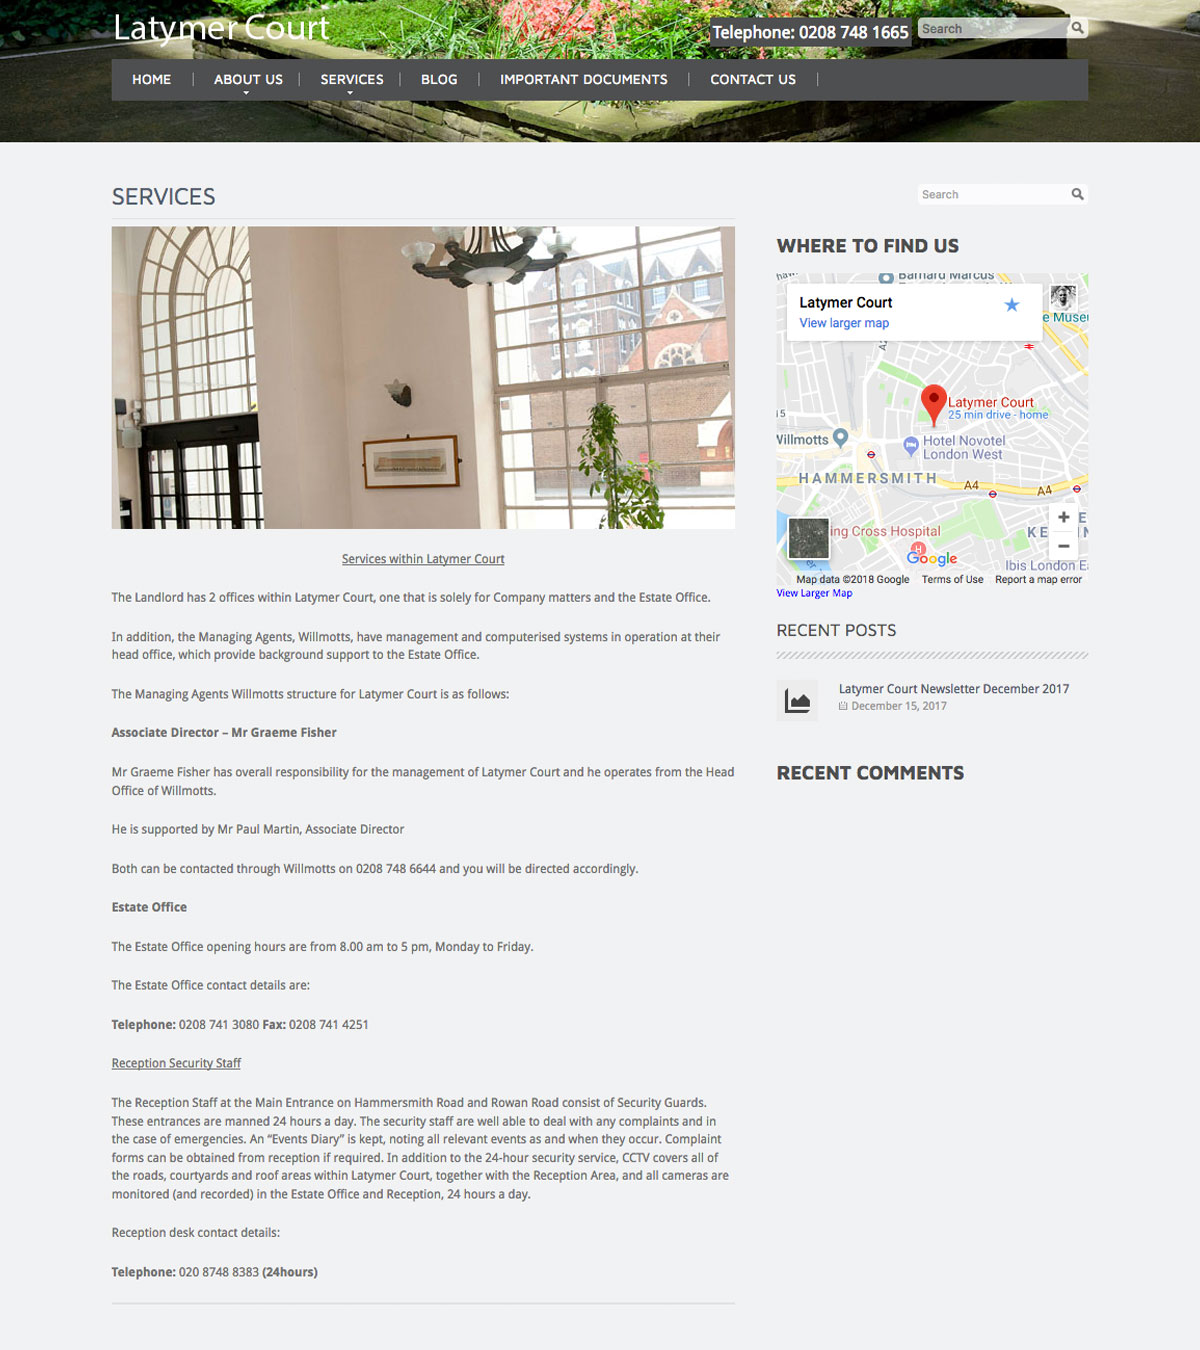 Latymer Court
Telephone: 0208 748 1665
Search
HOME
ABOUT US
SERVICES
BLOG
IMPORTANT DOCUMENTS
CONTACT US
SERVICES
Services within Latymer Court
The Landlord has 2 offices within Latymer Court, one that is solely for Company matters and the Estate Office.
In addition, the Managing Agents, Willmotts, have management and computerised systems in operation at their
head office, which provide background support to the Estate Office.
The Managing Agents Willmotts structure for Latymer Court is as follows:
Associate Director – Mr Graeme Fisher
Mr Graeme Fisher has overall responsibility for the management of Latymer Court and he operates from the Head
Office of Willmotts.
He is supported by Mr Paul Martin, Associate Director
Both can be contacted through Willmotts on 0208 748 6644 and you will be directed accordingly.
Estate Office
The Estate Office opening hours are from 8.00 am to 5 pm, Monday to Friday.
The Estate Office contact details are:
Telephone: 0208 741 3080 Fax: 0208 741 4251
Reception Security Staff
The Reception Staff at the Main Entrance on Hammersmith Road and Rowan Road consist of Security Guards.
These entrances are manned 24 hours a day. The security staff are well able to deal with any complaints and in
the case of emergencies. An “Events Diary” is kept, noting all relevant events as and when they occur. Complaint
forms can be obtained from reception if required. In addition to the 24-hour security service, CCTV covers all of
the roads, courtyards and roof areas within Latymer Court, together with the Reception Area, and all cameras are
monitored (and recorded) in the Estate Office and Reception, 24 hours a day.
Reception desk contact details:
Telephone: 020 8748 8383 (24hours)
Search
WHERE TO FIND US
Barnard Marcus
Latymer Court
View larger map
e Museu
Latymer Court
25 min drive - home
Willmotts
Hotel Novotel
London West
HAMMERSMITH
A4
A4
ing Cross Hospital
Google
Ibis London Ea
Map data ©2018 Google
Terms of Use
Report a map error
View Larger Map
RECENT POSTS
Latymer Court Newsletter December 2017
December 15, 2017
RECENT COMMENTS